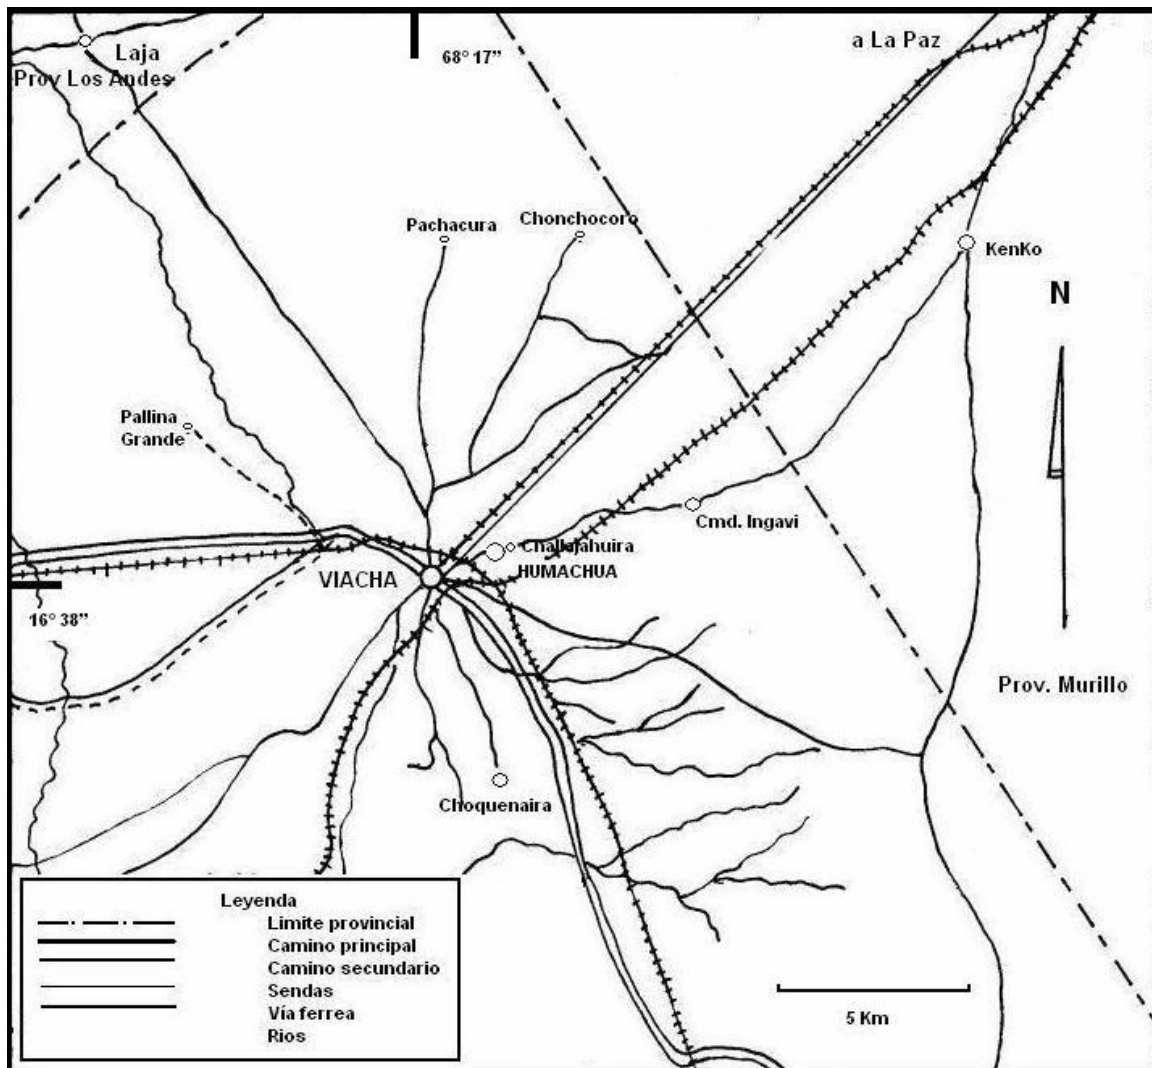 a La Paz
Laja
68° 17"
Prov Los Andes
Pachacura
Chonchocoro
KenKo
N
Pallina
Grande
Cmd. Ingavi
Challajahuira
VIACHA
HUMACHUA
16° 38"
Prov. Murillo
Choquenaira
Leyenda
Limite provincial
Camino principal
Camino secundario
Sendas
Vía ferrea
Rios
5 Km